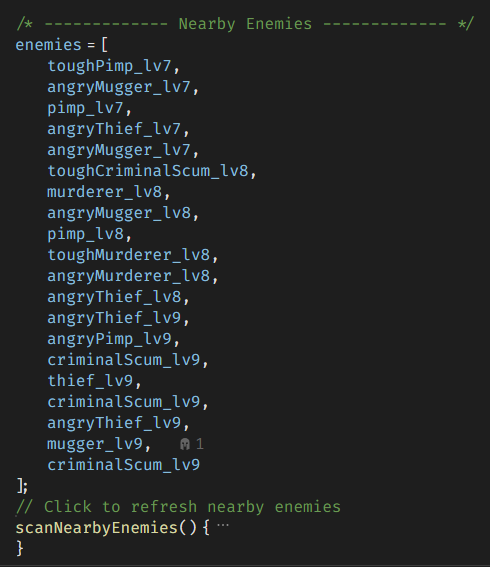 /* ------------- Nearby Enemies ------------- */
enemies = [
toughPimp_lv7,
angryMugger_lv7,
pimp_lv7,
angryThief_lv7,
angryMugger_lv7,
toughCriminalScum_lv8,
murderer_lv8,
angryMugger_lv8,
pimp_lv8,
toughMurderer_lv8,
angryMurderer_lv8,
angryThief_lv8,
angryThief_lv9,
angryPimp_lv9,
criminalScum_lv9,
thief_lv9,
criminalScum_lv9,
angryThief_lv9,
mugger_lv9, 1
criminalScum_lv9
];
// Click to refresh nearby enemies
scanNearbyEnemies() { ...
}